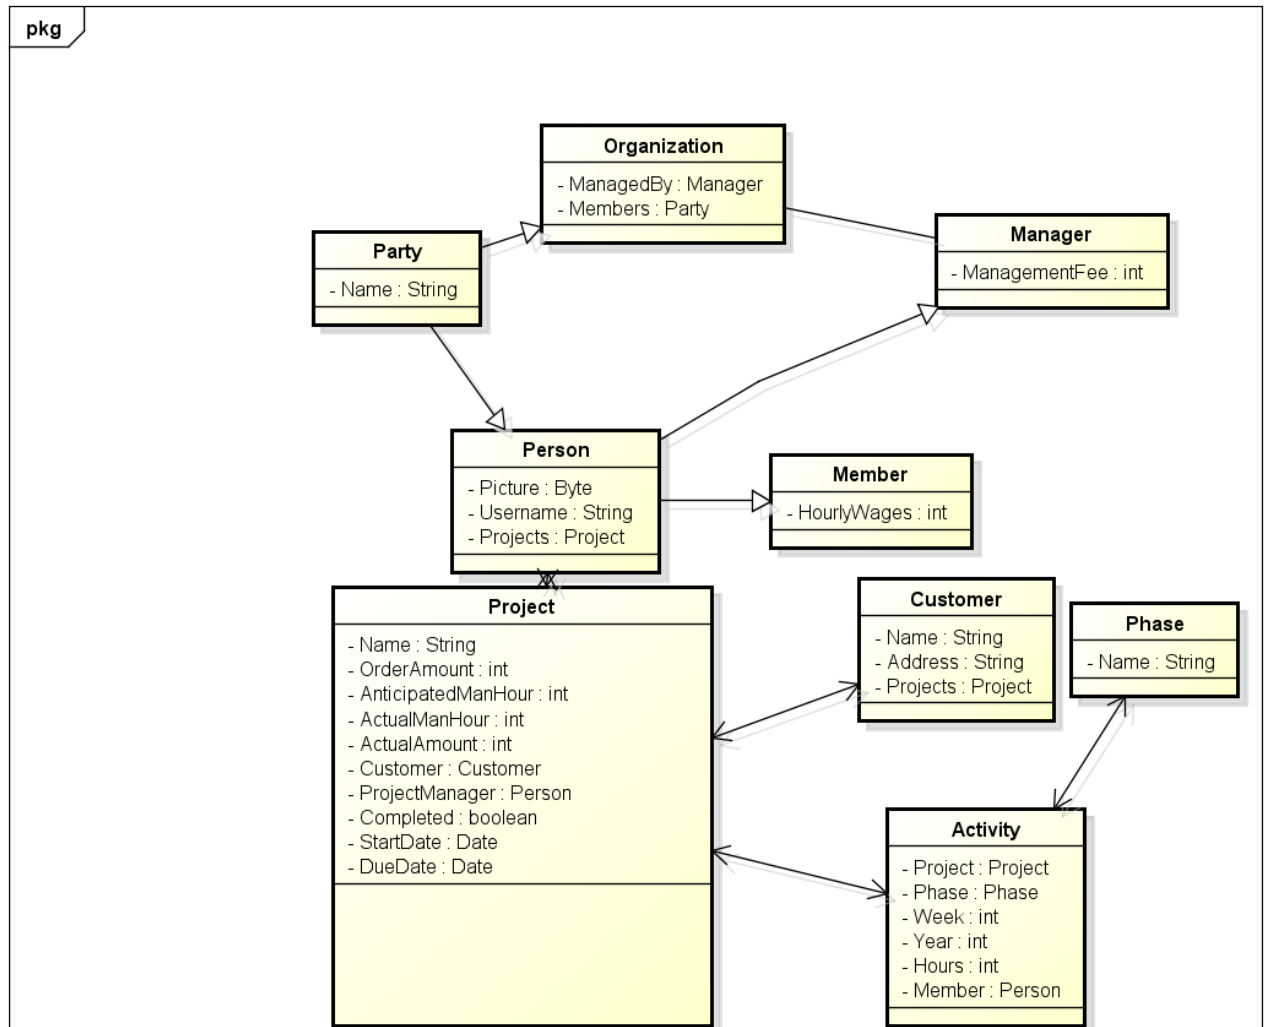 pkg
Organization
- ManagedBy : Manager
- Members : Party
Manager
- ManagementFee : int
Party
- Name : String
Person
- Picture : Byte
- Username : String
- Projects : Project
Member
- HourlyWages : int
Project
- Name : String
- OrderAmount : int
- AnticipatedManHour : int
- ActualManHour : int
- ActualAmount : int
- Customer : Customer
- ProjectManager : Person
- Completed : boolean
- StartDate : Date
- DueDate : Date
Customer
- Name : String
- Address : String
- Projects : Project
Phase
- Name : String
Activity
- Project : Project
- Phase : Phase
- Week : int
- Year : int
- Hours : int
- Member : Person